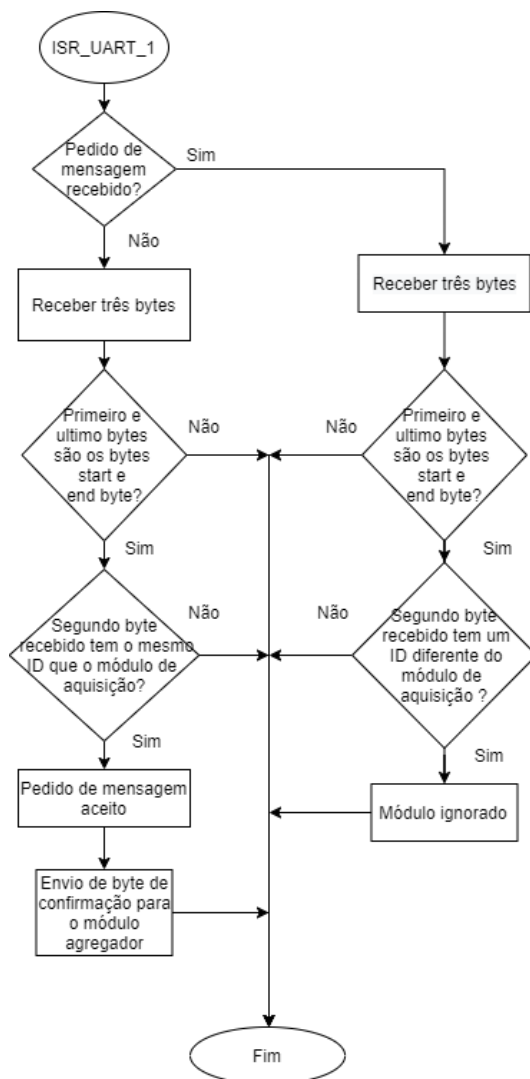 ISR_UART_1
Pedido de
mensagem
recebido?
Sim
Não
Receber três bytes
Receber três bytes
Primeiro e
ultimo bytes
são os bytes
start e
end byte?
Não
Não
Primeiro e
ultimo bytes
são os bytes
start e
end byte?
Sim
Sim
Segundo byte
recebido tem o mesmo
ID que o módulo de
aquisição?
Não
Não
Segundo byte
recebido tem um
ID diferente do
módulo de
aquisição ?
Sim
Sim
Pedido de mensagem
aceito
Módulo ignorado
Envio de byte de
confirmação para
o módulo
agregador
Fim